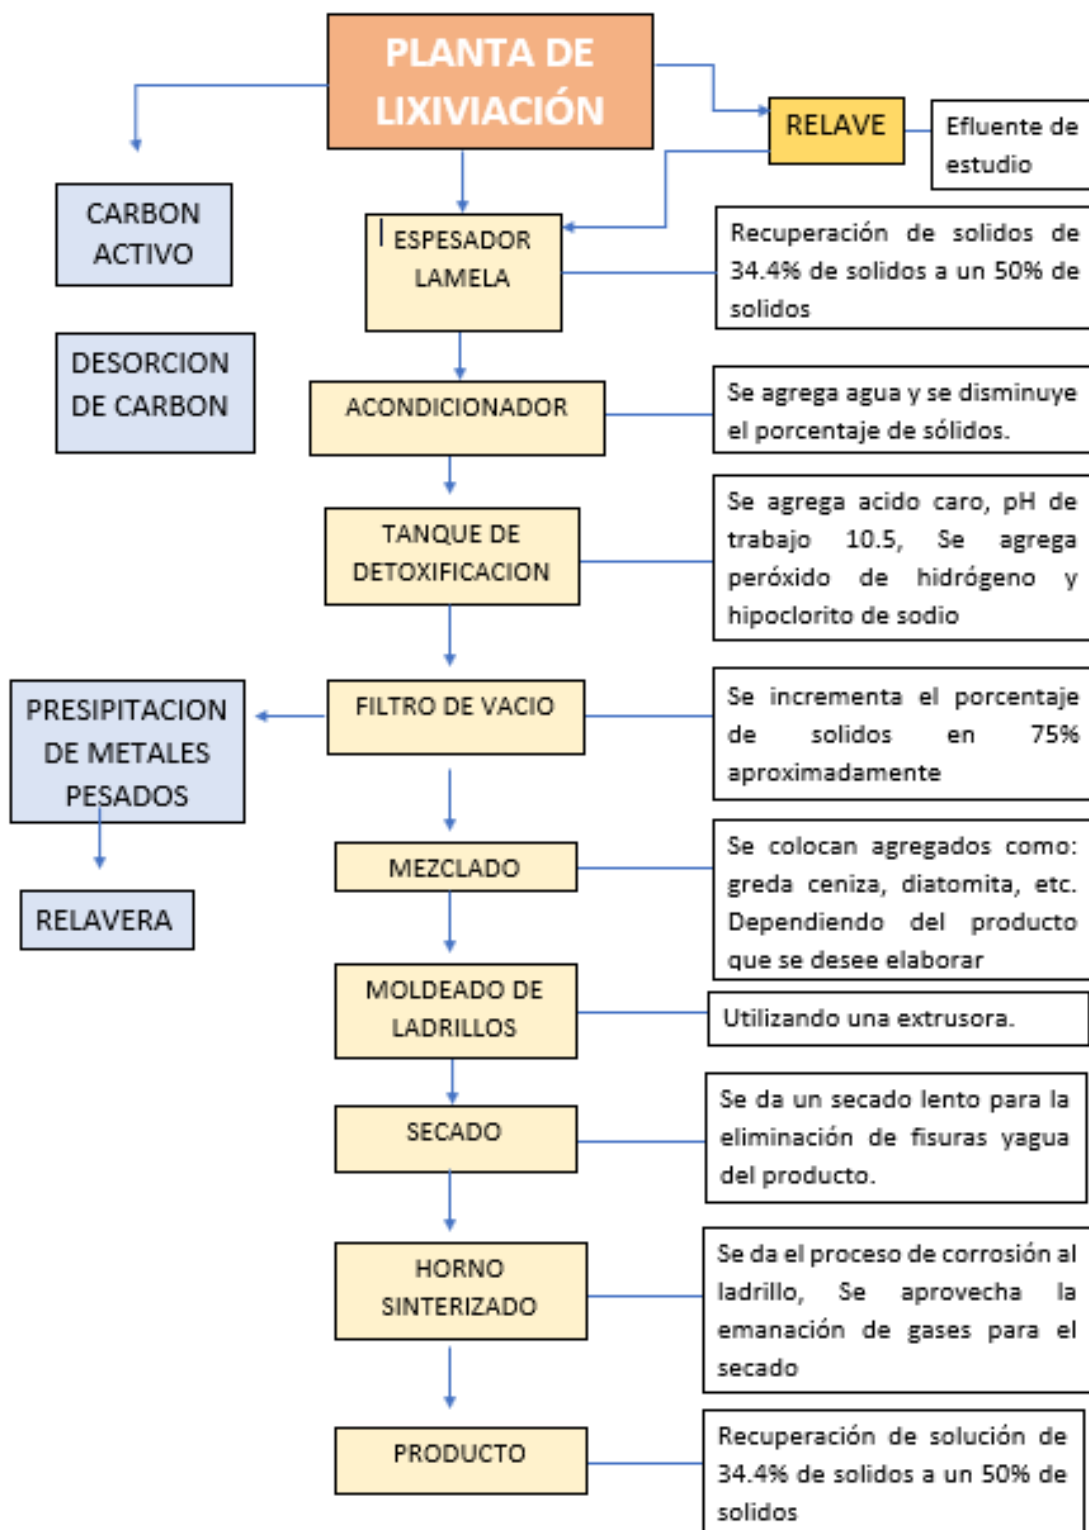 PLANTA DE
LIXIVIACIÓN
RELAVE
Efluente de
estudio
CARBON
ACTIVO
ESPESADOR
LAMELA
Recuperación de solidos de
34.4% de solidos a un 50% de
solidos
DESORCION
DE CARBON
ACONDICIONADOR
Se agrega agua y se disminuye
el porcentaje de sólidos.
TANQUE DE
DETOXIFICACION
Se agrega acido caro, pH de
trabajo 10.5, Se agrega
peróxido de hidrógeno y
hipoclorito de sodio
PRESIPITACION
DE METALES
PESADOS
FILTRO DE VACIO
Se incrementa el porcentaje
de solidos en 75%
aproximadamente
RELAVERA
MEZCLADO
Se colocan agregados como:
greda ceniza, diatomita, etc.
Dependiendo del producto
que se desee elaborar
MOLDEADO DE
LADRILLOS
Utilizando una extrusora.
SECADO
Se da un secado lento para la
eliminación de fisuras yagua
del producto.
HORNO
SINTERIZADO
Se da el proceso de corrosión al
ladrillo, Se aprovecha la
emanación de gases para el
secado
PRODUCTO
Recuperación de solución de
34.4% de solidos a un 50% de
solidos